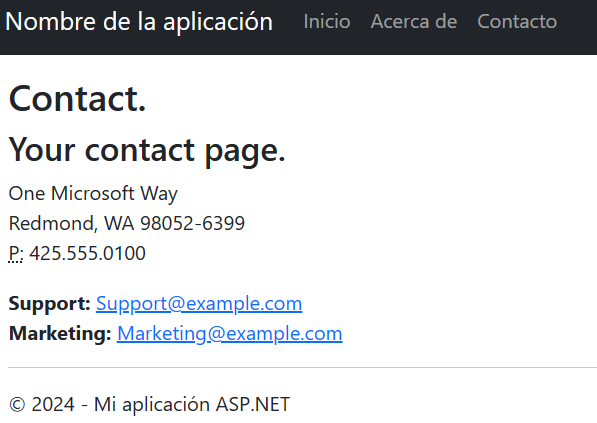 Nombre de la aplicación Inicio Acerca de Contacto
Contact.
Your contact page.
One Microsoft Way
Redmond, WA 98052-6399
P: 425.555.0100
Support: Support@example.com
Marketing: Marketing@example.com
© 2024 - Mi aplicación ASP.NET